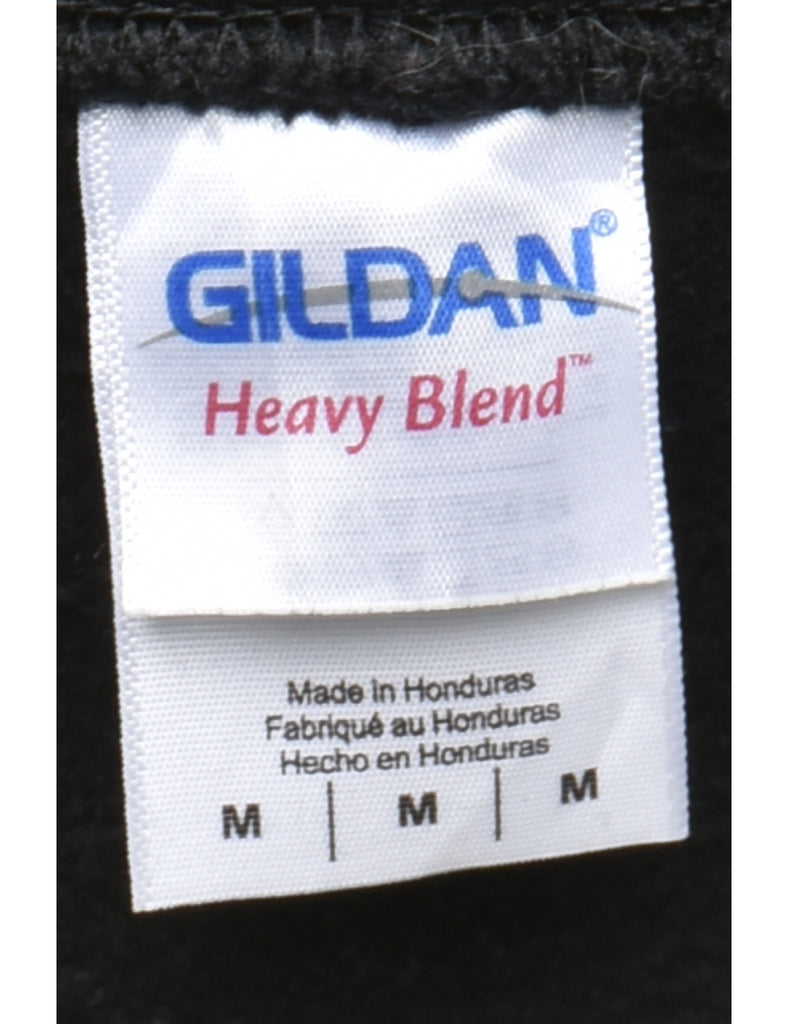 GILDAN®
Heavy Blend™
Made in Honduras
Fabriqué au Honduras
Hecho en Honduras
M | M | M